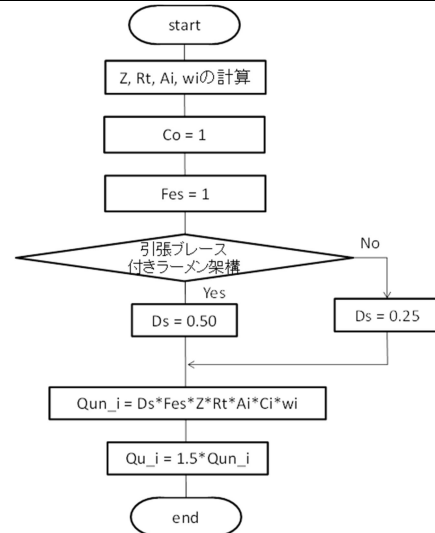 start
Z, Rt, Ai, wiの計算
Co = 1
Fes = 1
引張ブレース
付きラーメン架構
No
Yes
Ds = 0.50
Ds = 0.25
Qun_i = Ds*Fes*Z*Rt*Ai*Ci*wi
Qu_i = 1.5*Qun_i
end